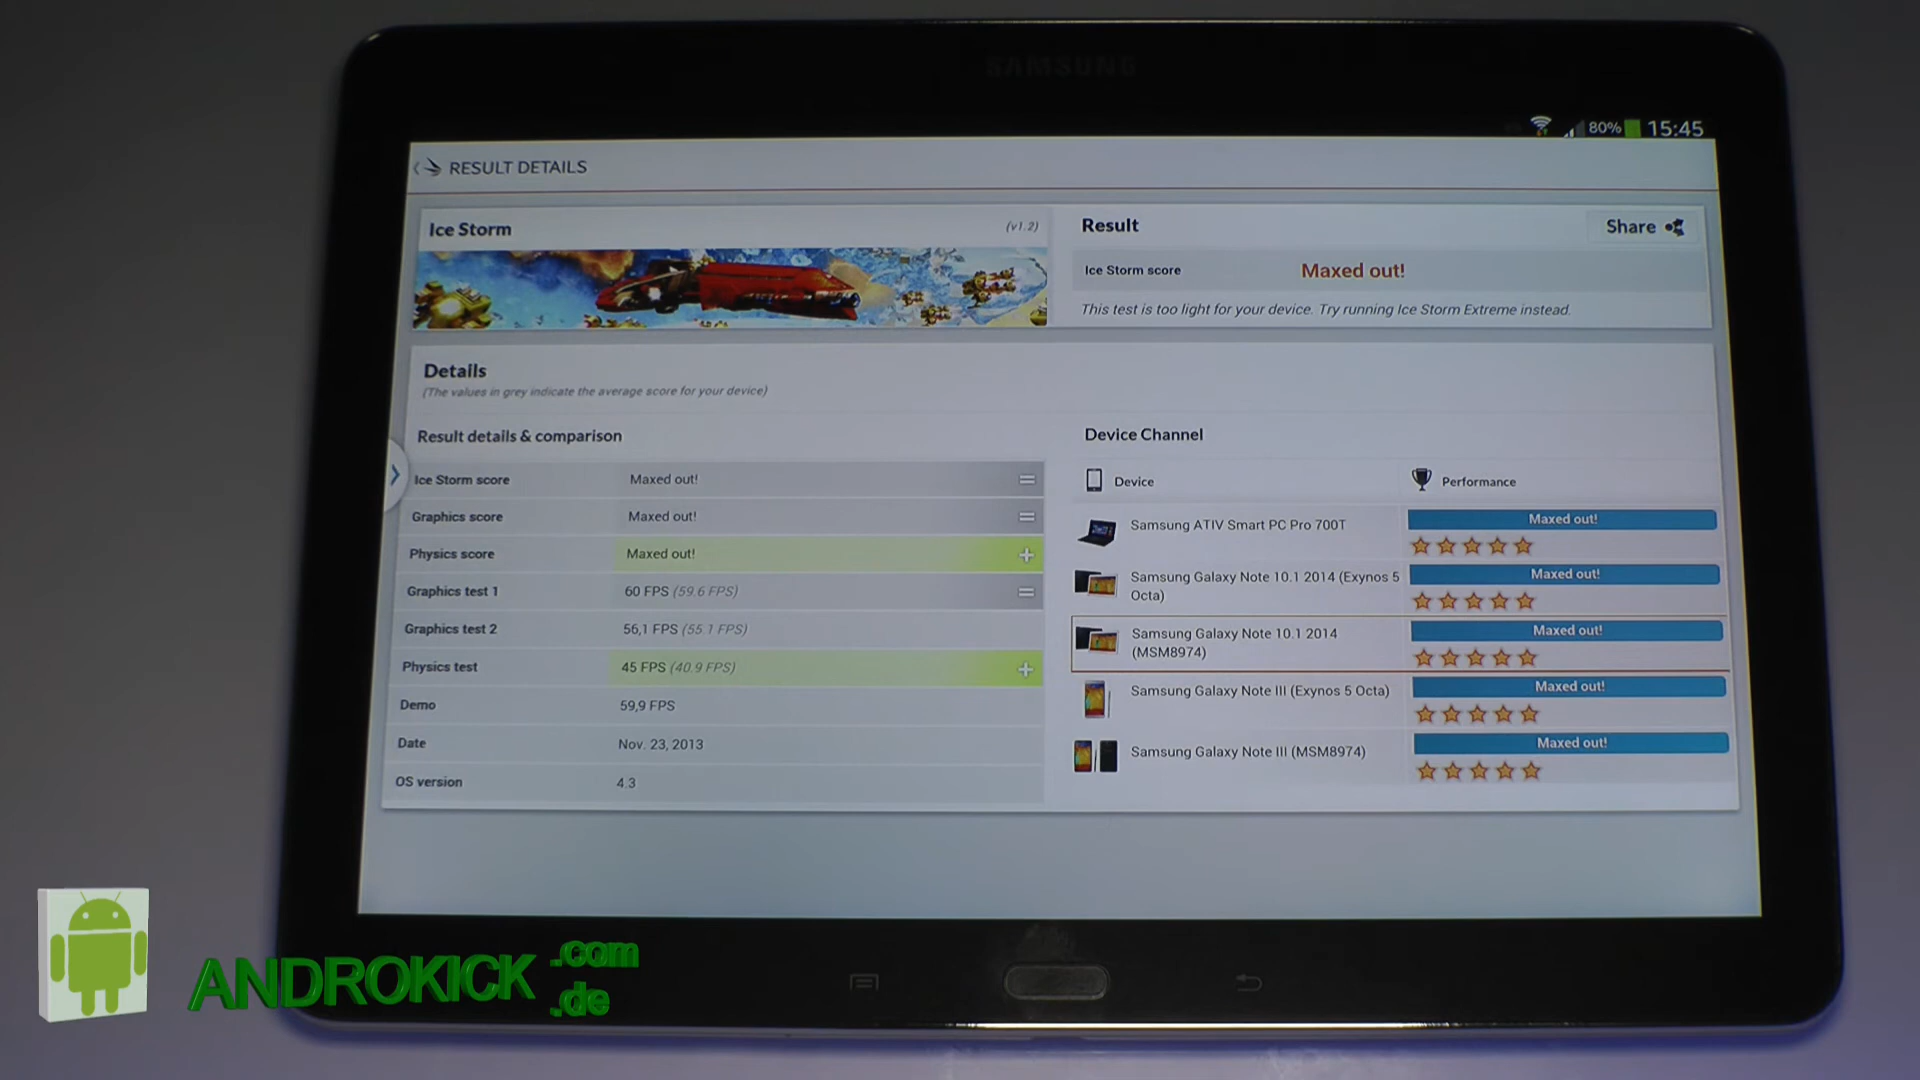 SAMSUNG
80% 15:45
RESULT DETAILS
Ice Storm (v1.2)
Result Share
Ice Storm score Maxed out!
This test is too light for your device. Try running Ice Storm Extreme instead.
Details
(The values in grey indicate the average score for your device)
Result details & comparison
Ice Storm score Maxed out!
Graphics score Maxed out!
Physics score Maxed out!
Graphics test 1 60 FPS (59.6 FPS)
Graphics test 2 56,1 FPS (55.1 FPS)
Physics test 45 FPS (40.9 FPS)
Demo 59,9 FPS
Date Nov. 23, 2013
OS version 4.3
Device Channel
Device Performance
Samsung ATIV Smart PC Pro 700T Maxed out!
Samsung Galaxy Note 10.1 2014 (Exynos 5 Maxed out!
Octa)
Samsung Galaxy Note 10.1 2014 Maxed out!
(MSM8974)
Samsung Galaxy Note III (Exynos 5 Octa) Maxed out!
Samsung Galaxy Note III (MSM8974) Maxed out!
ANDROKICK .com
.de